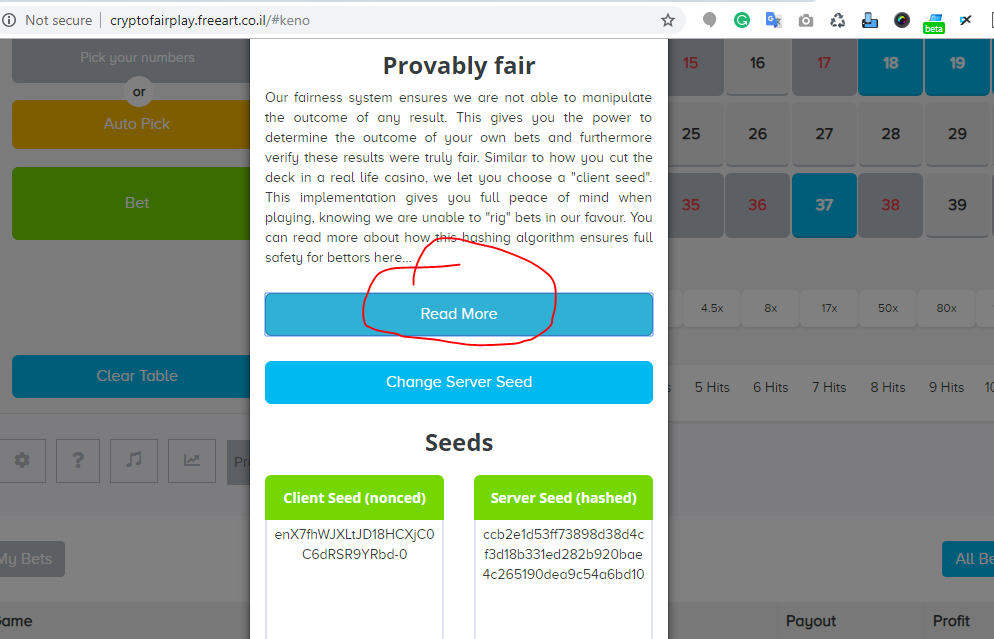 Not secure | cryptofairplay.freeart.co.il/#keno
beta
Pick your numbers
or
Auto Pick
Bet
Clear Table
?
My Bets
Provably fair
Our fairness system ensures we are not able to manipulate
the outcome of any result. This gives you the power to
determine the outcome of your own bets and furthermore
verify these results were truly fair. Similar to how you cut the
deck in a real life casino, we let you choose a "client seed".
This implementation gives you full peace of mind when
playing, knowing we are unable to "rig" bets in our favour. You
can read more about how this hashing algorithm ensures full
safety for bettors here...
Read More
Change Server Seed
Seeds
Client Seed (nonced)
enX7fhWJXLtJD18HCXjC0
C6dRSR9YRbd-0
Server Seed (hashed)
ccb2e1d53ff73898d38d4c
f3d18b331ed282b920bae
4c265190dea9c54a6bd10
15 16 17 18 19
25 26 27 28 29
35 36 37 38 39
4.5x 8x 17x 50x 80x
5 Hits 6 Hits 7 Hits 8 Hits 9 Hits
Payout Profit